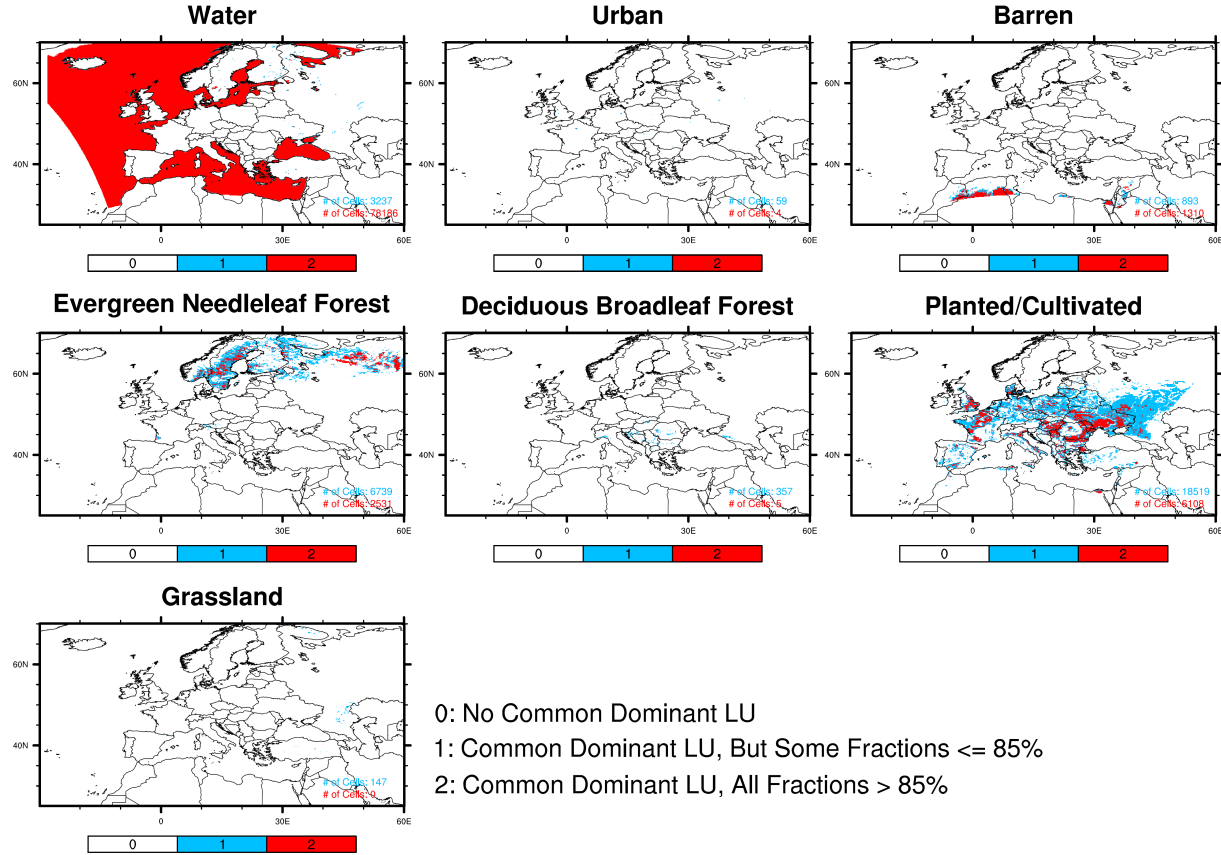 Water
Urban
Barren
60N
40N
# of Cells: 3237
# of Cells: 78186
0
30E
60E
0
1
2
# of Cells: 59
# of Cells: 4
0
30E
60E
0
1
2
# of Cells: 893
# of Cells: 1310
0
30E
60E
0
1
2
Evergreen Needleleaf Forest
Deciduous Broadleaf Forest
Planted/Cultivated
60N
40N
# of Cells: 6739
# of Cells: 2531
0
30E
60E
0
1
2
60N
40N
# of Cells: 357
# of Cells: 5
0
30E
60E
0
1
2
60N
40N
# of Cells: 18519
# of Cells: 6108
0
30E
60E
0
1
2
Grassland
60N
40N
# of Cells: 147
# of Cells: 0
0
30E
60E
0
1
2
0: No Common Dominant LU
1: Common Dominant LU, But Some Fractions <= 85%
2: Common Dominant LU, All Fractions > 85%
60N
40N
60N
40N